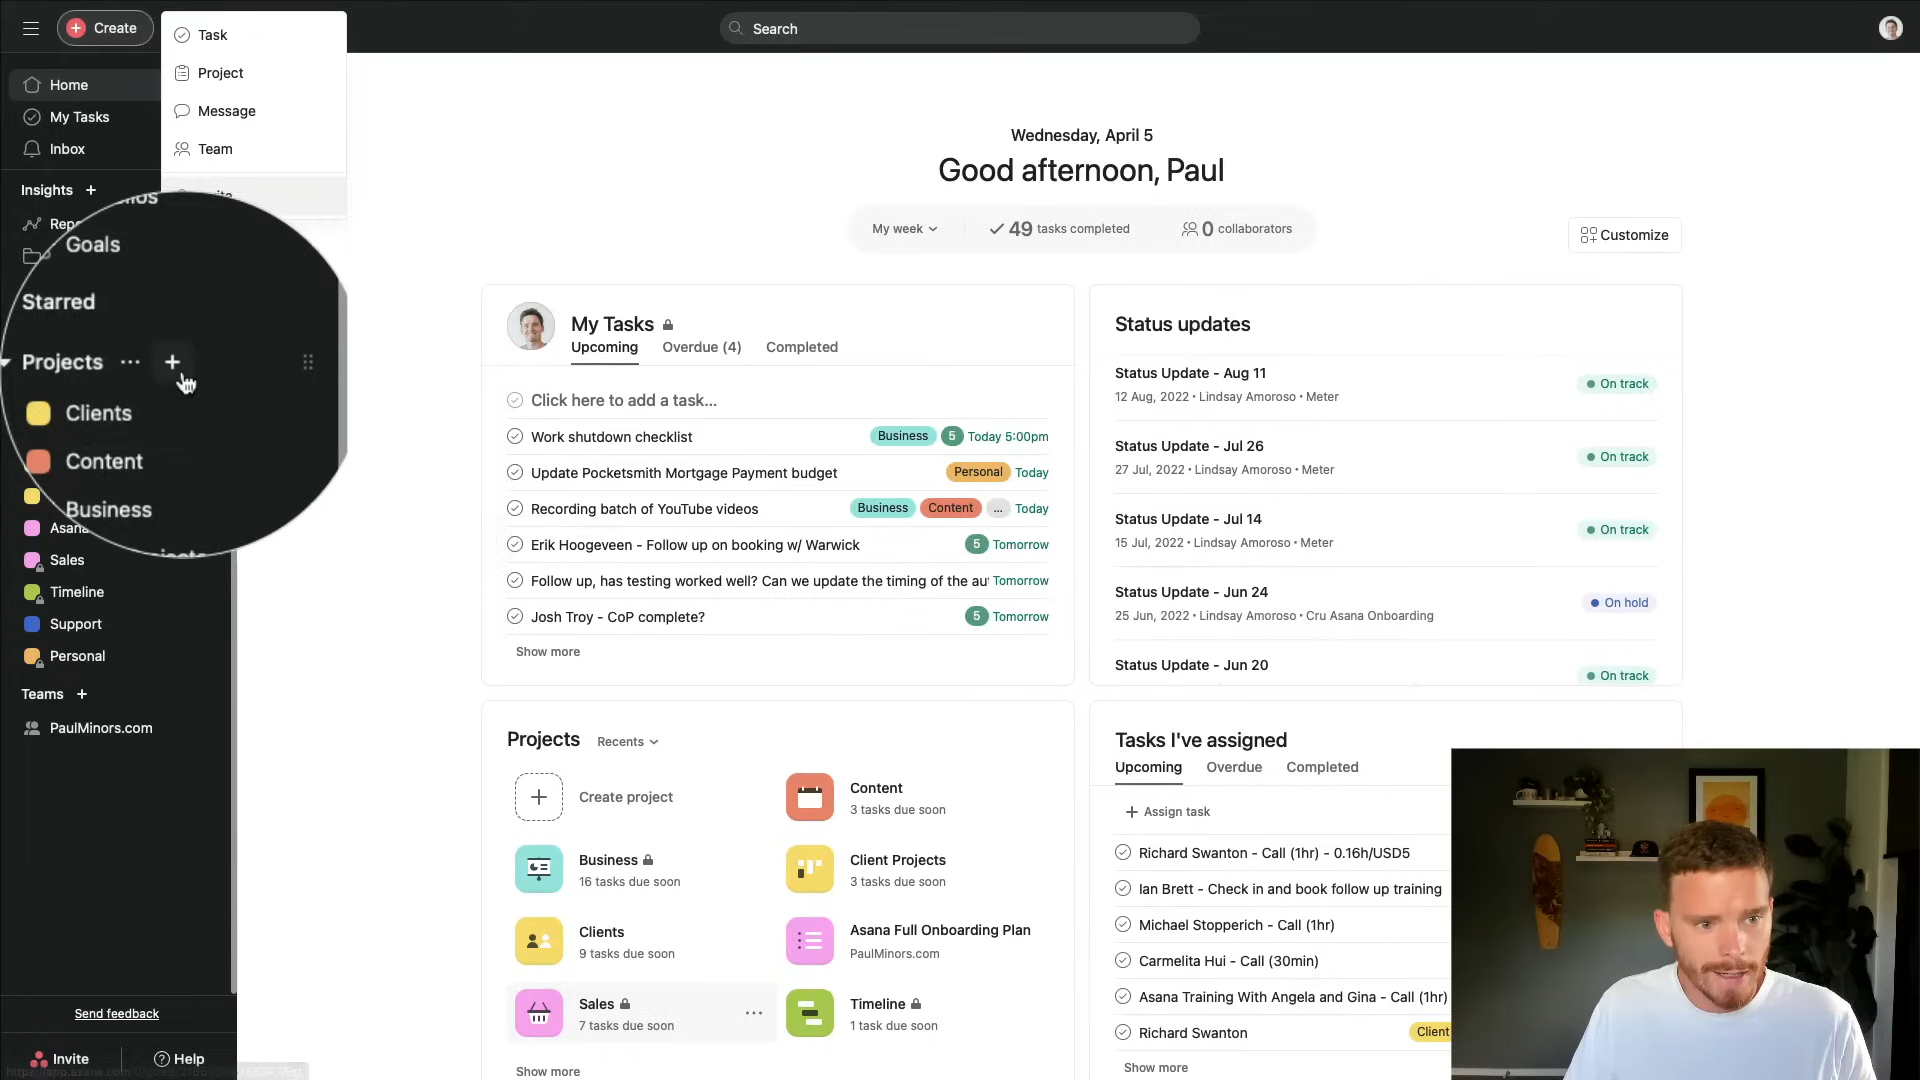 Create
Task
Project
Message
Team
Search
Home
My Tasks
Inbox
Insights +
Goals
Starred
Projects ... +
Clients
Content
Business
Sales
Timeline
Support
Personal
Teams +
PaulMinors.com
Send feedback
Invite
Help
Wednesday, April 5
Good afternoon, Paul
My week
49 tasks completed
0 collaborators
Customize
My Tasks
Upcoming
Overdue (4)
Completed
Click here to add a task...
Work shutdown checklist Business 5 Today 5:00pm
Update Pocketsmith Mortgage Payment budget Personal Today
Recording batch of YouTube videos Business Content ... Today
Erik Hoogeveen - Follow up on booking w/ Warwick 5 Tomorrow
Follow up, has testing worked well? Can we update the timing of the Tomorrow
Josh Troy - CoP complete? 5 Tomorrow
Show more
Status updates
Status Update - Aug 11
12 Aug, 2022 • Lindsay Amoroso • Meter
On track
Status Update - Jul 26
27 Jul, 2022 • Lindsay Amoroso • Meter
On track
Status Update - Jul 14
15 Jul, 2022 • Lindsay Amoroso • Meter
On track
Status Update - Jun 24
25 Jun, 2022 • Lindsay Amoroso • Cru Asana Onboarding
On hold
Status Update - Jun 20
On track
Projects Recents
Create project
Content
3 tasks due soon
Business
16 tasks due soon
Client Projects
3 tasks due soon
Clients
9 tasks due soon
Asana Full Onboarding Plan
PaulMinors.com
Sales
7 tasks due soon
...
Timeline
1 task due soon
Show more
Tasks I've assigned
Upcoming
Overdue
Completed
+ Assign task
Richard Swanton - Call (1hr) - 0.16h/USD5
Ian Brett - Check in and book follow up training
Michael Stopperich - Call (1hr)
Carmelita Hui - Call (30min)
Asana Training With Angela and Gina - Call (1hr)
Richard Swanton Client
Show more